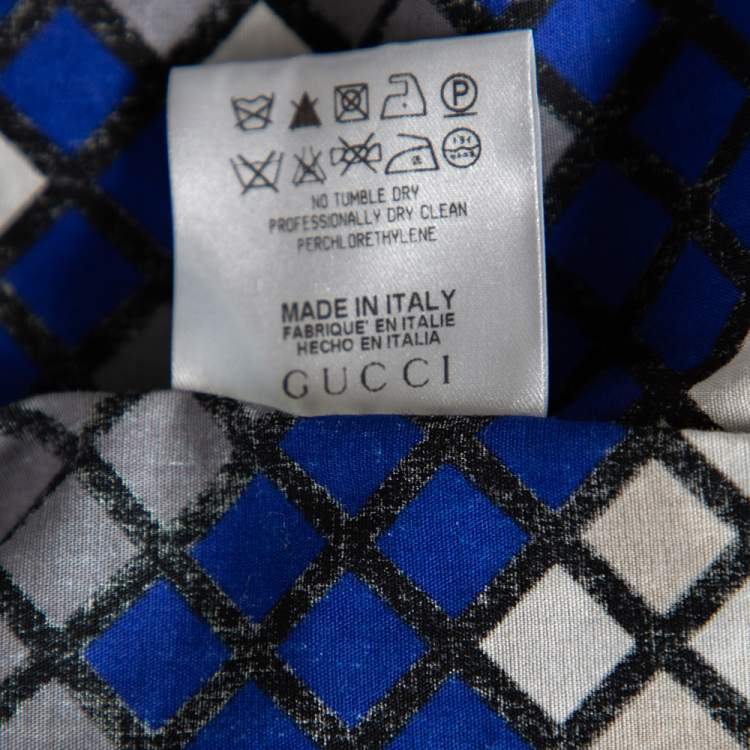 P
NO TUMBLE DRY
PROFESSIONALLY DRY CLEAN
PERCHLORETHYLENE
MADE IN ITALY
FABRIQUE' EN ITALIE
HECHO EN ITALIA
GUCCI